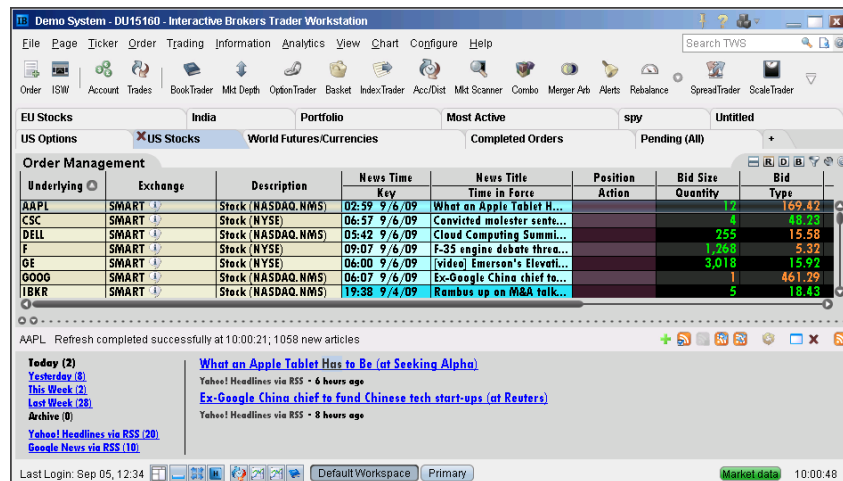 IB Demo System - DU15160 - Interactive Brokers Trader Workstation
File Page Ticker Order Trading Information Analytics View Chart Configure Help Search TWS
Order ISW Account Trades BookTrader Mkt Depth OptionTrader Basket IndexTrader Acc/Dist Mkt Scanner Combo Merger Arb Alerts Rebalance SpreadTrader ScaleTrader
EU Stocks India Portfolio Most Active spy Untitled
US Options US Stocks World Futures/Currencies Completed Orders Pending (All) +
Order Management R D B
Underlying Exchange Description News Time News Title Position Bid Size Bid
Key Time in Force Action Quantity Type
AAPL SMART Stock (NASDAQ.NMS) 02:59 9/6/09 What an Apple Tablet H... 12 169.42
CSC SMART Stock (NYSE) 06:57 9/6/09 Convicted molester sente... 4 48.23
DELL SMART Stock (NASDAQ.NMS) 05:42 9/6/09 Cloud Computing Summi... 255 15.58
F SMART Stock (NYSE) 09:07 9/6/09 F-35 engine debate threa... 1,268 5.32
GE SMART Stock (NYSE) 06:00 9/6/09 [video] Emerson's Elevati... 3,018 15.92
GOOG SMART Stock (NASDAQ.NMS) 06:07 9/6/09 Ex-Google China chief to... 1 461.29
IBKR SMART Stock (NASDAQ.NMS) 19:38 9/4/09 Rambus up on M&A talk... 5 18.43
AAPL Refresh completed successfully at 10:00:21; 1058 new articles
Today (2)
Yesterday (8)
This Week (2)
Last Week (28)
Archive (0)
Yahoo! Headlines via RSS (20)
Google News via RSS (10)
What an Apple Tablet Has to Be (at Seeking Alpha)
Yahoo! Headlines via RSS - 6 hours ago
Ex-Google China chief to fund Chinese tech start-ups (at Reuters)
Yahoo! Headlines via RSS - 8 hours ago
Last Login: Sep 05, 12:34 Default Workspace Primary Market data 10:00:48